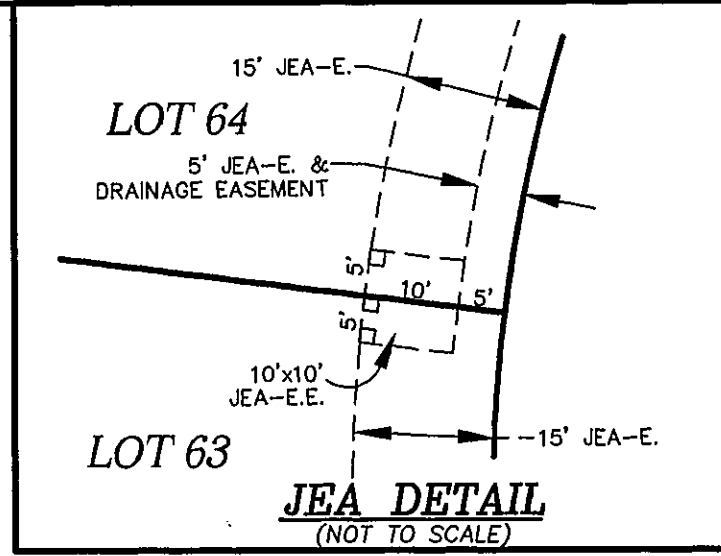 15' JEA-E.
LOT 64
5' JEA-E. &
DRAINAGE EASEMENT
5'
10'
5'
5'
10'x10'
JEA-E.E.
15' JEA-E.
LOT 63
JEA DETAIL
(NOT TO SCALE)